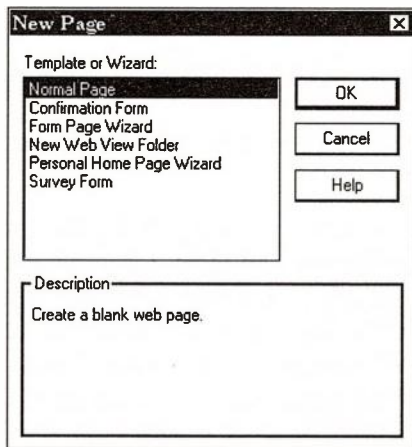 New Page
Template or Wizard:
Normal Page
Confirmation Form
Form Page Wizard
New Web View Folder
Personal Home Page Wizard
Survey Form
OK
Cancel
Help
Description
Create a blank web page.